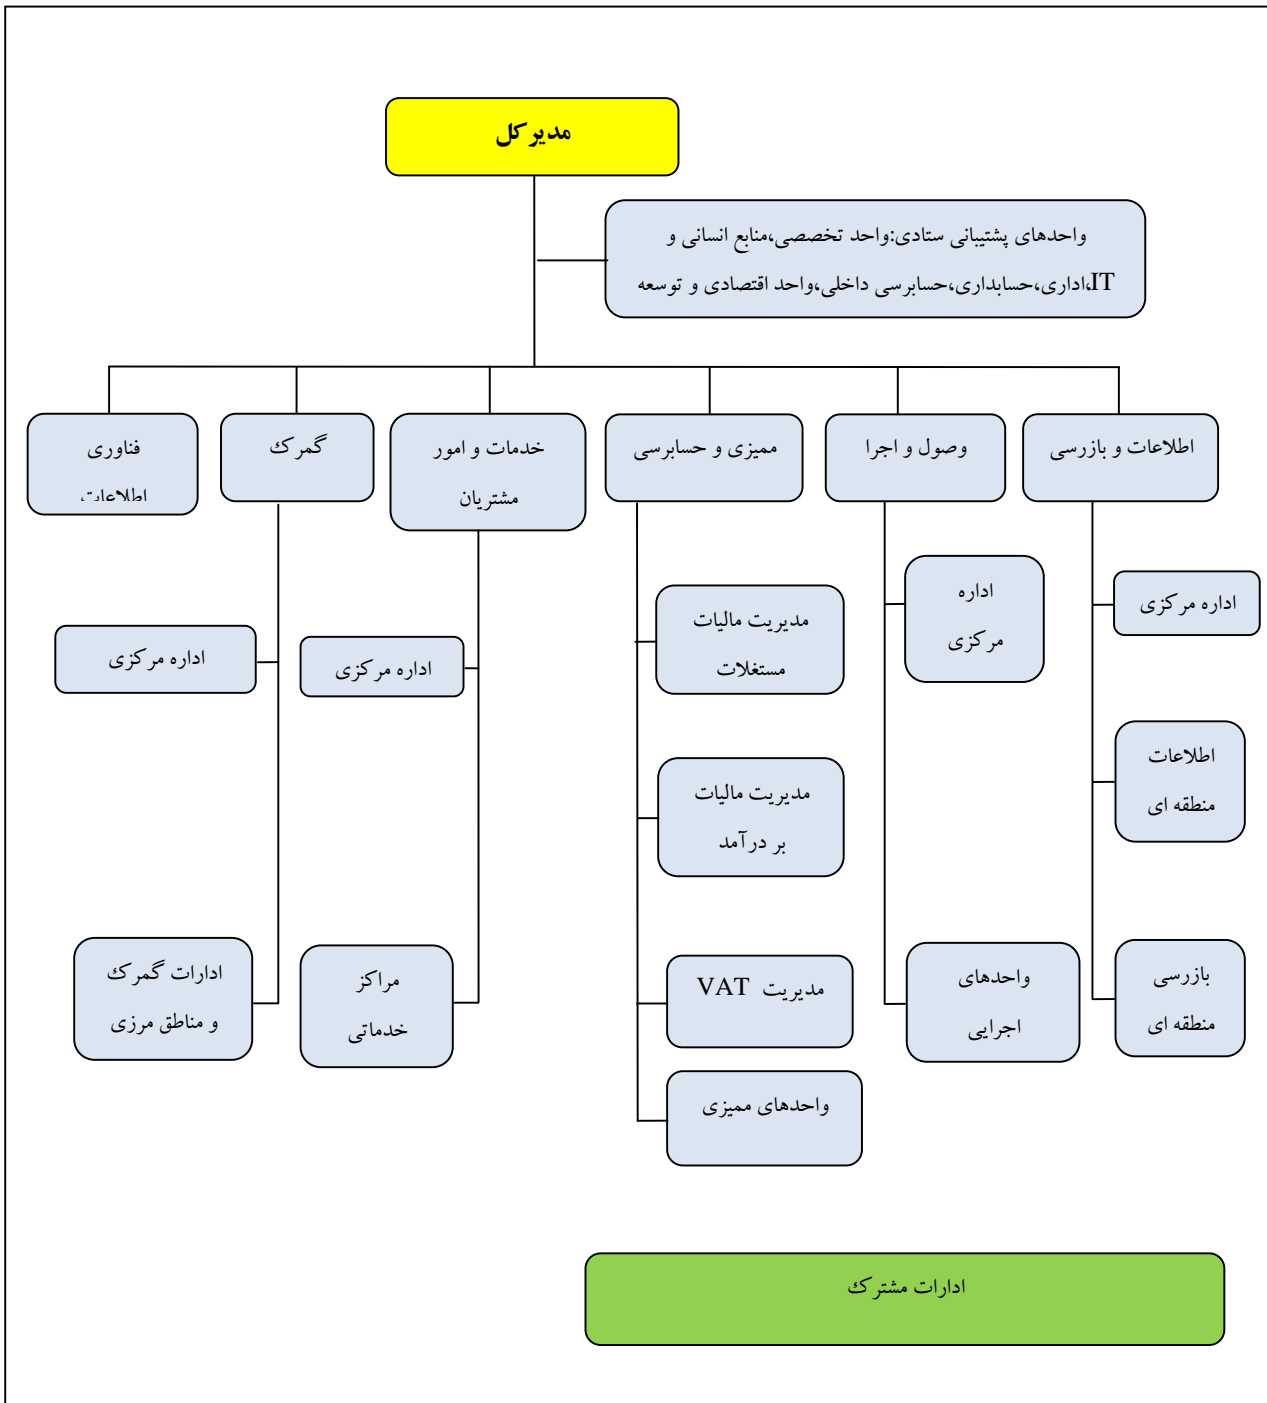 مدیرکل
واحدهای پشتیبانی ستادی:واحد تخصصی،منابع انسانی و
اداری،حسابداری،حسابرسی داخلی،واحد اقتصادی و توسعه،IT
اطلاعات و بازرسی
وصول و اجرا
ممیزی و حسابرسی
خدمات و امور
مشتریان
گمرک
فناوری
اطلاعات
اداره مرکزی
اطلاعات
منطقه ای
بازرسی
منطقه ای
اداره
مرکزی
واحدهای
اجرایی
مدیریت مالیات
مستغلات
مدیریت مالیات
بر درآمد
مدیریت VAT
واحدهای ممیزی
اداره مرکزی
مراکز
خدماتی
اداره مرکزی
ادارات گمرک
و مناطق مرزی
ادارات مشترک